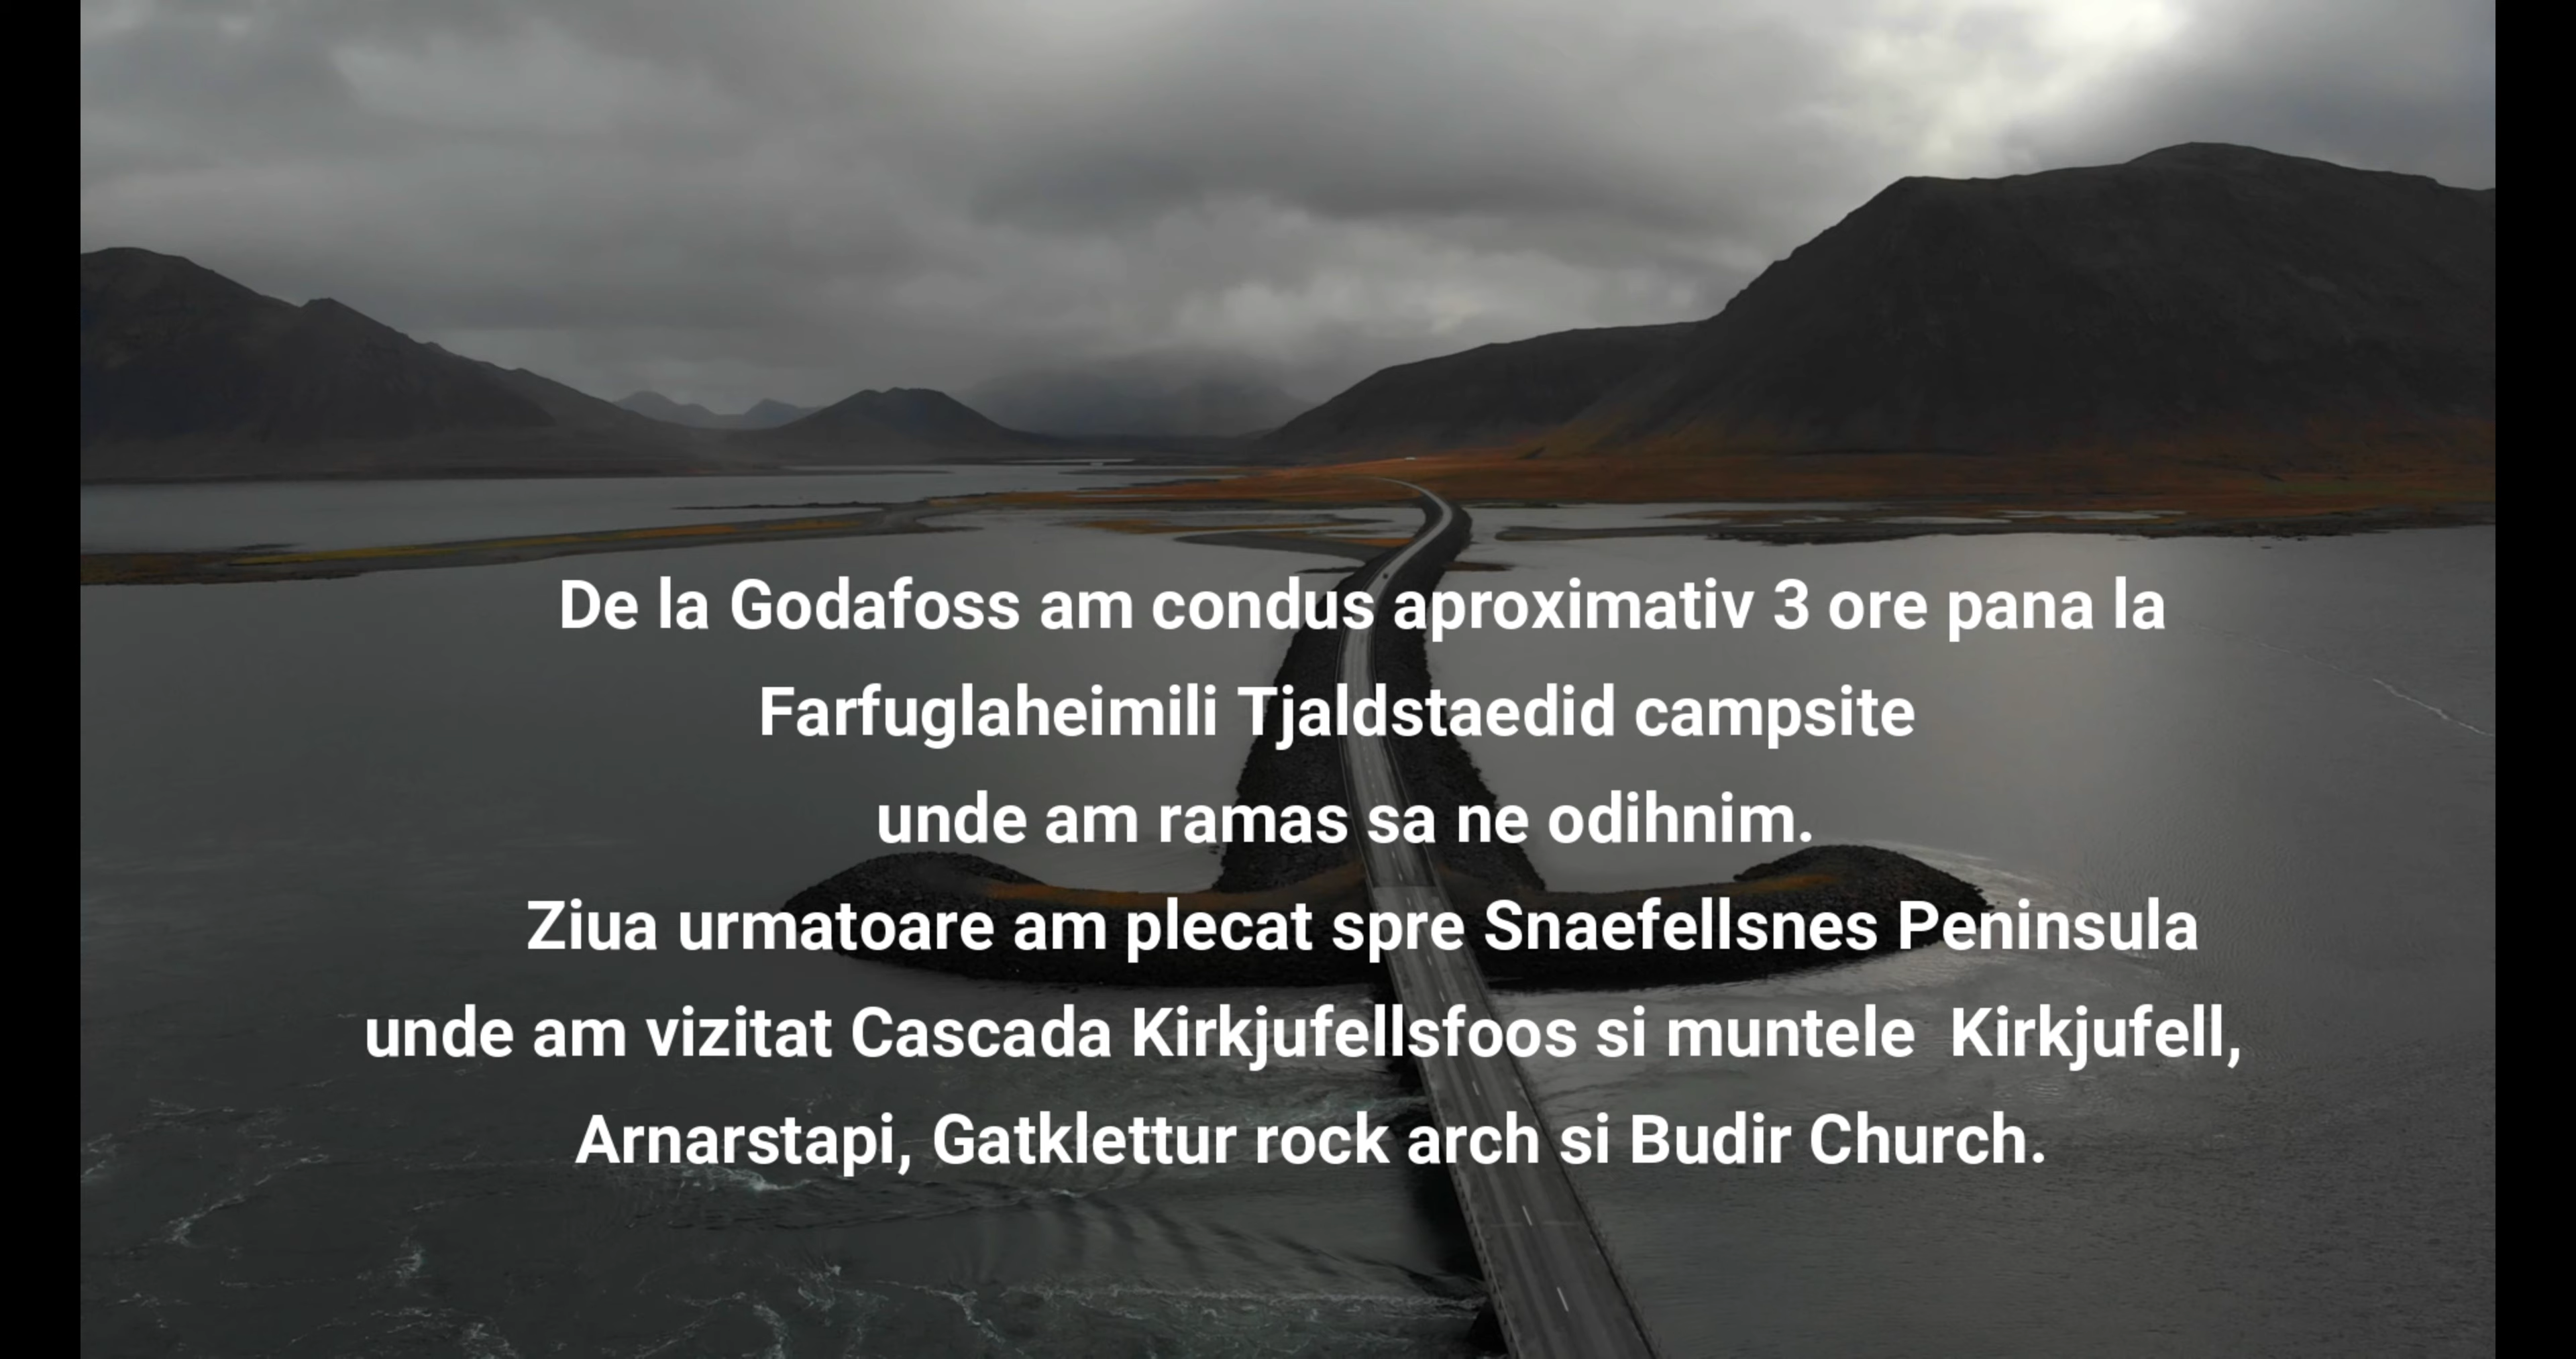 De la Godafoss am condus aproximativ 3 ore pana la
Farfuglaheimili Tjaldstaedid campsite
unde am ramas sa ne odihnim.
Ziua urmatoare am plecat spre Snaefellsnes Peninsula
unde am vizitat Cascada Kirkjufellsfoos si muntele  Kirkjufell,
Arnarstapi, Gatklettur rock arch si Budir Church.